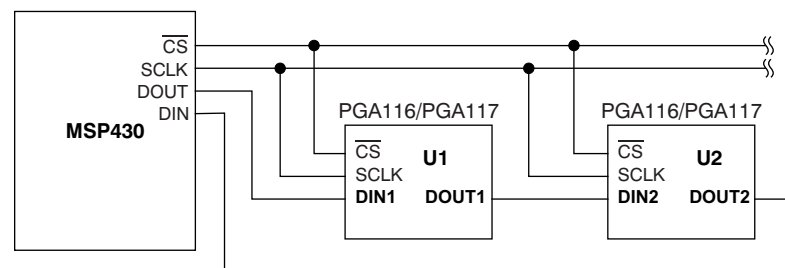 CS
SCLK
DOUT
DIN
MSP430
PGA116/PGA117
CS
U1
SCLK
DIN1
DOUT1
PGA116/PGA117
CS
U2
SCLK
DIN2
DOUT2